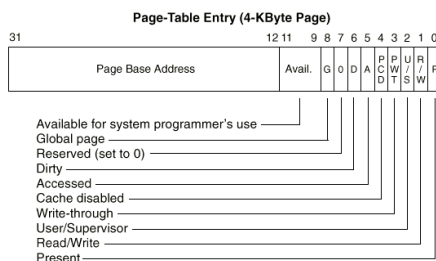 Page-Table Entry (4-KByte Page)
31 12 11 9 8 7 6 5 4 3 2 1 0
Page Base Address Avail. G 0 D A PCD PWT U/S R/W P
Available for system programmer's use
Global page
Reserved (set to 0)
Dirty
Accessed
Cache disabled
Write-through
User/Supervisor
Read/Write
Present